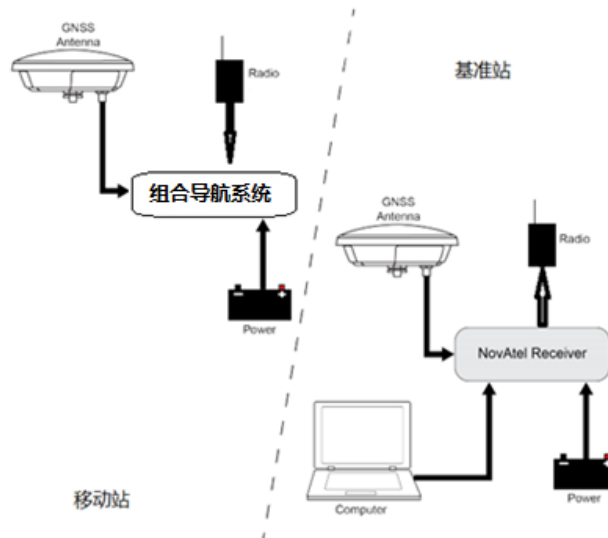 GNSS
Antenna
Radio
组合导航系统
Power
移动站
基准站
GNSS
Antenna
Radio
NovAtel Receiver
Computer
Power